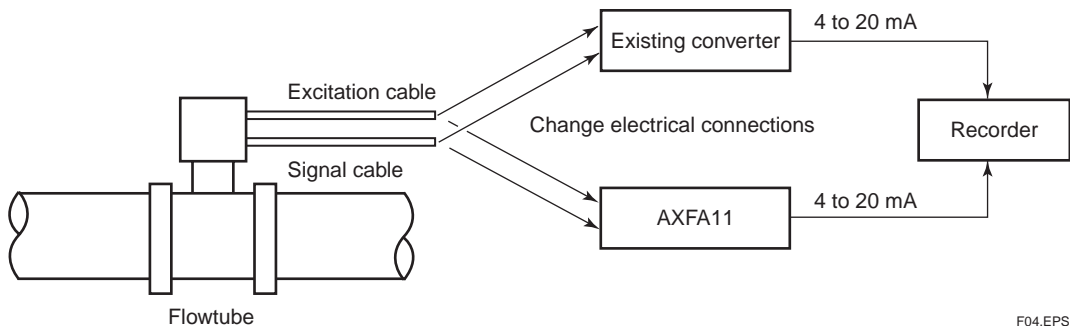 4 to 20 mA
Existing converter
Excitation cable
Change electrical connections
Recorder
Signal cable
4 to 20 mA
AXFA11
Flowtube
F04.EPS